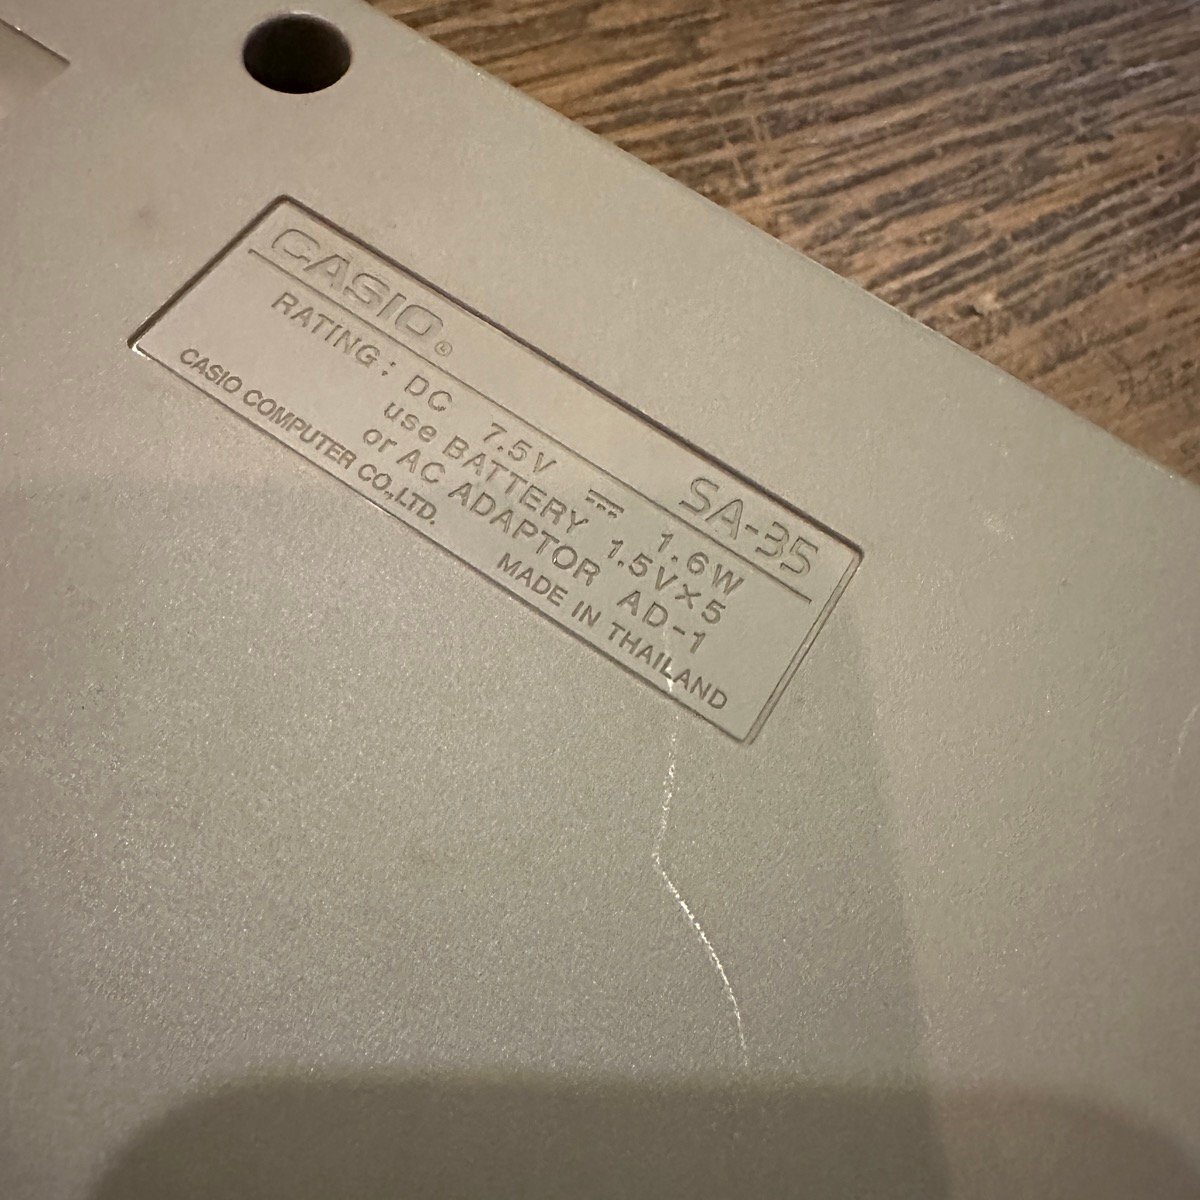 CASIO® SA-35
RATING: DC 7.5V ⎓ 1.6W
use BATTERY 1.5V×5
or AC ADAPTOR AD-1
CASIO COMPUTER CO.,LTD. MADE IN THAILAND